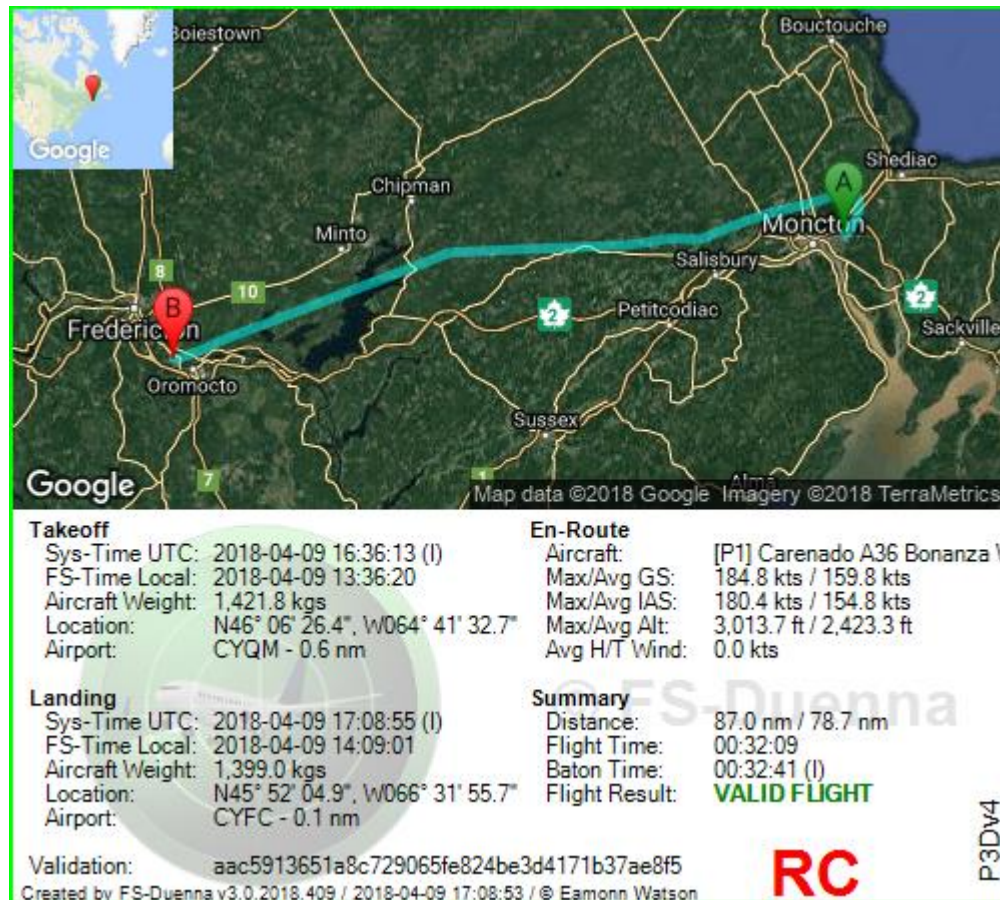 Boiestown
Bouctouche
Google
Shediac
Chipman
Moncton
A
Minto
Salisbury
8
10
B
2
Petitcodiac
2
Fredericton
Sackville
Oromocto
Sussex
Google
7
1
Alma
Map data ©2018 Google Imagery ©2018 TerraMetrics
Takeoff
Sys-Time UTC: 2018-04-09 16:36:13 (I)
FS-Time Local: 2018-04-09 13:36:20
Aircraft Weight: 1,421.8 kgs
Location: N46° 06' 26.4", W064° 41' 32.7"
Airport: CYQM - 0.6 nm
En-Route
Aircraft: [P1] Carenado A36 Bonanza
Max/Avg GS: 184.8 kts / 159.8 kts
Max/Avg IAS: 180.4 kts / 154.8 kts
Max/Avg Alt: 3,013.7 ft / 2,423.3 ft
Avg H/T Wind: 0.0 kts
© FS-Duenna
Landing
Sys-Time UTC: 2018-04-09 17:08:55 (I)
FS-Time Local: 2018-04-09 14:09:01
Aircraft Weight: 1,399.0 kgs
Location: N45° 52' 04.9", W066° 31' 55.7"
Airport: CYFC - 0.1 nm
Summary
Distance: 87.0 nm / 78.7 nm
Flight Time: 00:32:09
Baton Time: 00:32:41 (I)
Flight Result: VALID FLIGHT
Validation: aac5913651a8c729065fe824be3d4171b37ae8f5
Created by FS-Duenna v3.0.2018.409 / 2018-04-09 17:08:53 / © Eamonn Watson
RC
P3Dv4